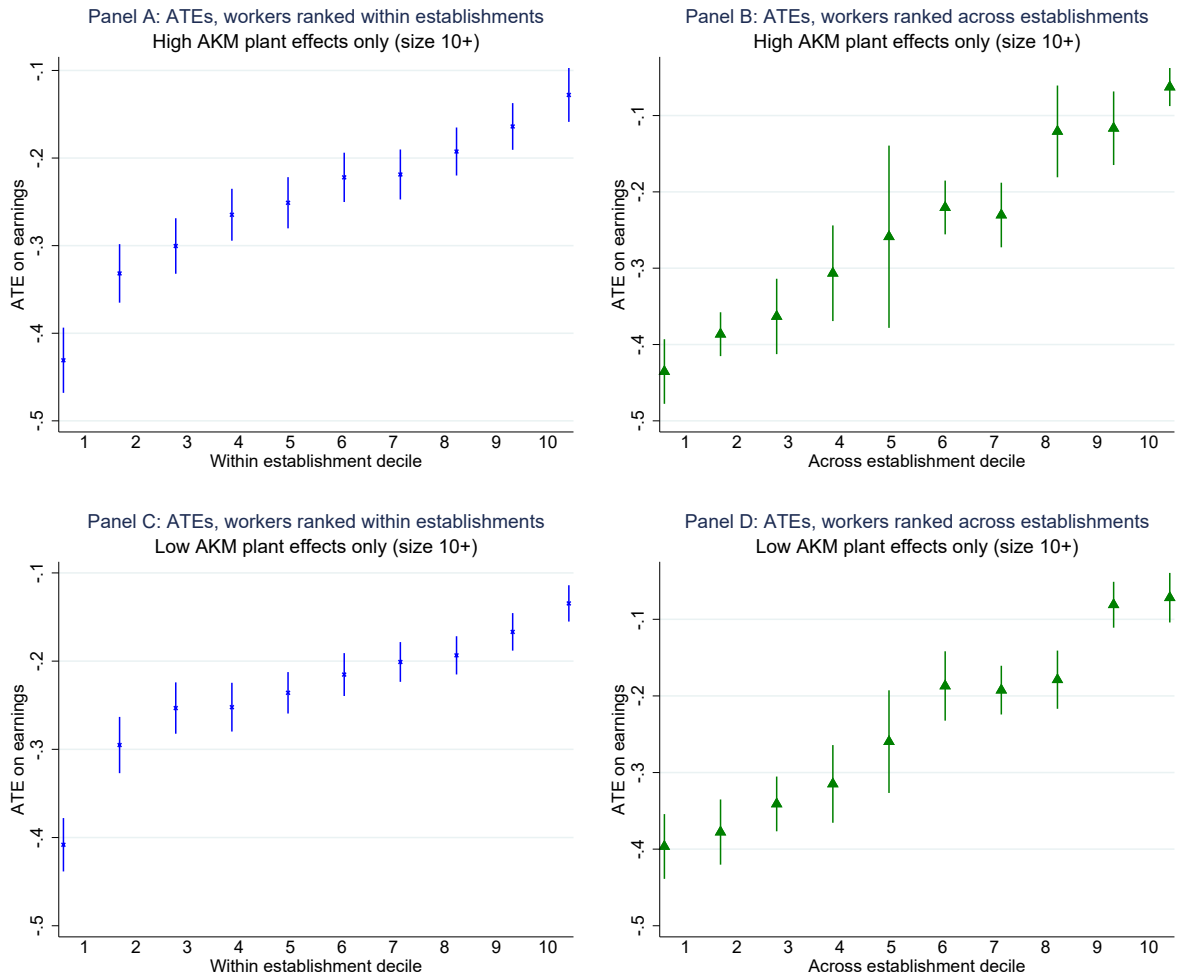 Panel A: ATEs, workers ranked within establishments
High AKM plant effects only (size 10+)
ATE on earnings
-.1
-.2
-.3
-.4
-.5
1 2 3 4 5 6 7 8 9 10
Within establishment decile
Panel B: ATEs, workers ranked across establishments
High AKM plant effects only (size 10+)
ATE on earnings
-.1
-.2
-.3
-.4
-.5
1 2 3 4 5 6 7 8 9 10
Across establishment decile
Panel C: ATEs, workers ranked within establishments
Low AKM plant effects only (size 10+)
ATE on earnings
-.1
-.2
-.3
-.4
-.5
1 2 3 4 5 6 7 8 9 10
Within establishment decile
Panel D: ATEs, workers ranked across establishments
Low AKM plant effects only (size 10+)
ATE on earnings
-.1
-.2
-.3
-.4
-.5
1 2 3 4 5 6 7 8 9 10
Across establishment decile